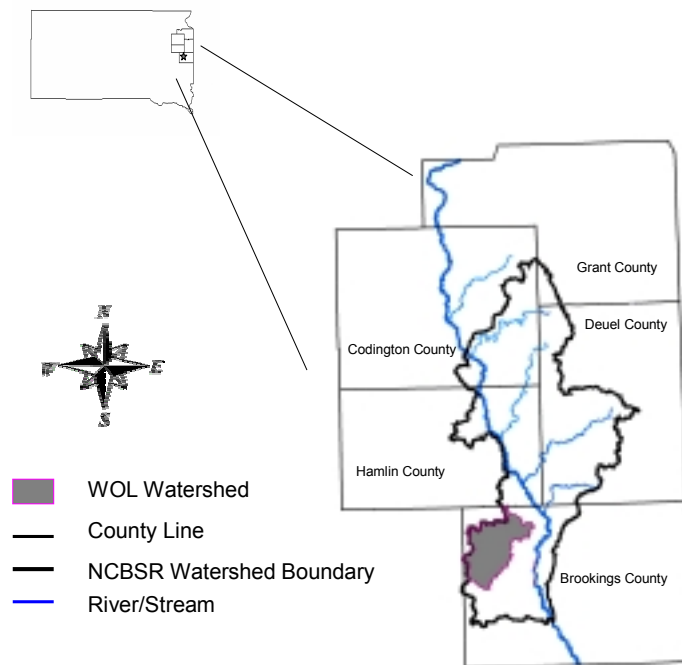 Grant County
Deuel County
Codington County
Hamlin County
Brookings County
N
W
E
S
WOL Watershed
County Line
NCBSR Watershed Boundary
River/Stream